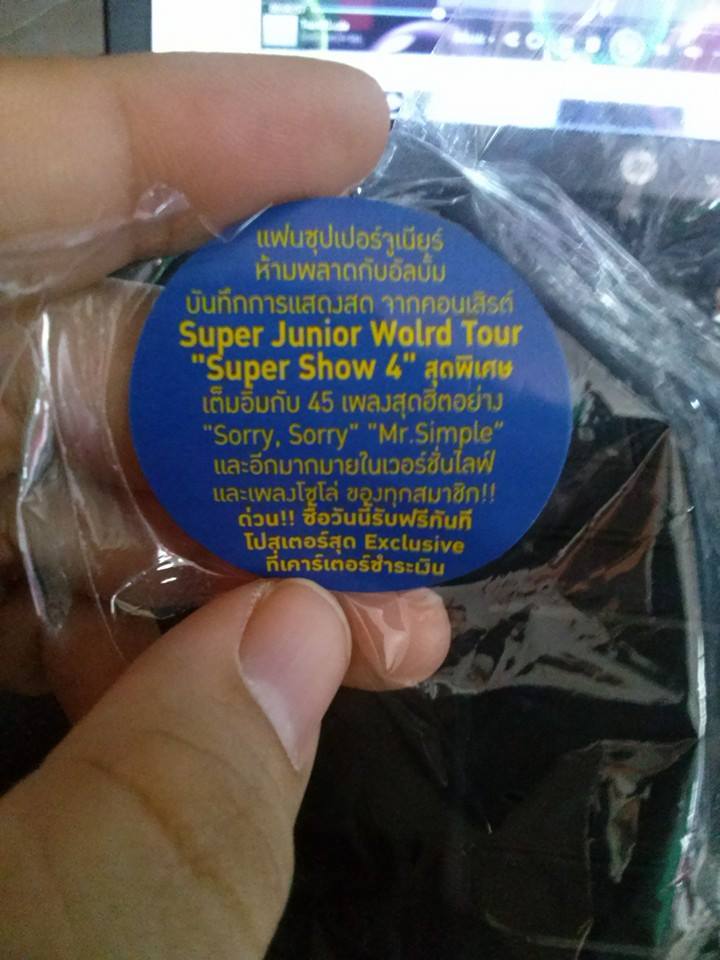 แฟนซุปเปอร์จูเนียร์
ห้ามพลาดกับอัลบั้ม
บันทึกการแสดงสด จากคอนเสิรต์
Super Junior Wolrd Tour
"Super Show 4" สุดพิเศษ
เต็มอิ่มกับ 45 เพลงสุดฮิตอย่าง
"Sorry, Sorry" "Mr.Simple"
และอีกมากมายในเวอร์ชั่นไลฟ์
และเพลงโซโล่ ของทุกสมาชิก!!
ด่วน!! ซื้อวันนี้รับฟรีทันที
โปสเตอร์สุด Exclusive
ที่เคาร์เตอร์ชำระเงิน